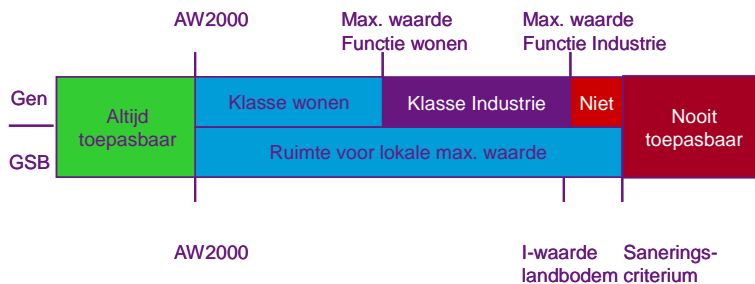 AW2000
Max. waarde
Functie wonen
Max. waarde
Functie Industrie
Gen
GSB
Altijd
toepasbaar
Klasse wonen
Klasse Industrie
Niet
Nooit
toepasbaar
Ruimte voor lokale max. waarde
AW2000
I-waarde
landbodem
Sanerings-
criterium